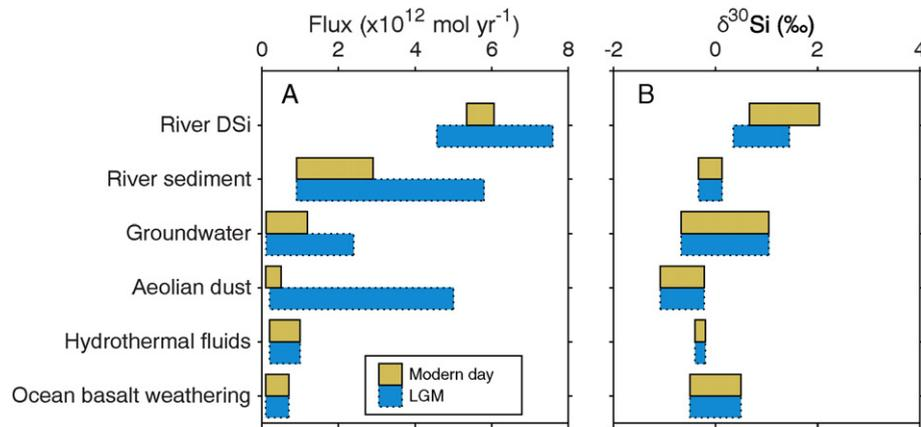 Flux (x10¹² mol yr⁻¹)
δ³⁰Si (‰)
0 2 4 6 8
-2 0 2 4
A
B
River DSi
River sediment
Groundwater
Aeolian dust
Hydrothermal fluids
Ocean basalt weathering
Modern day
LGM